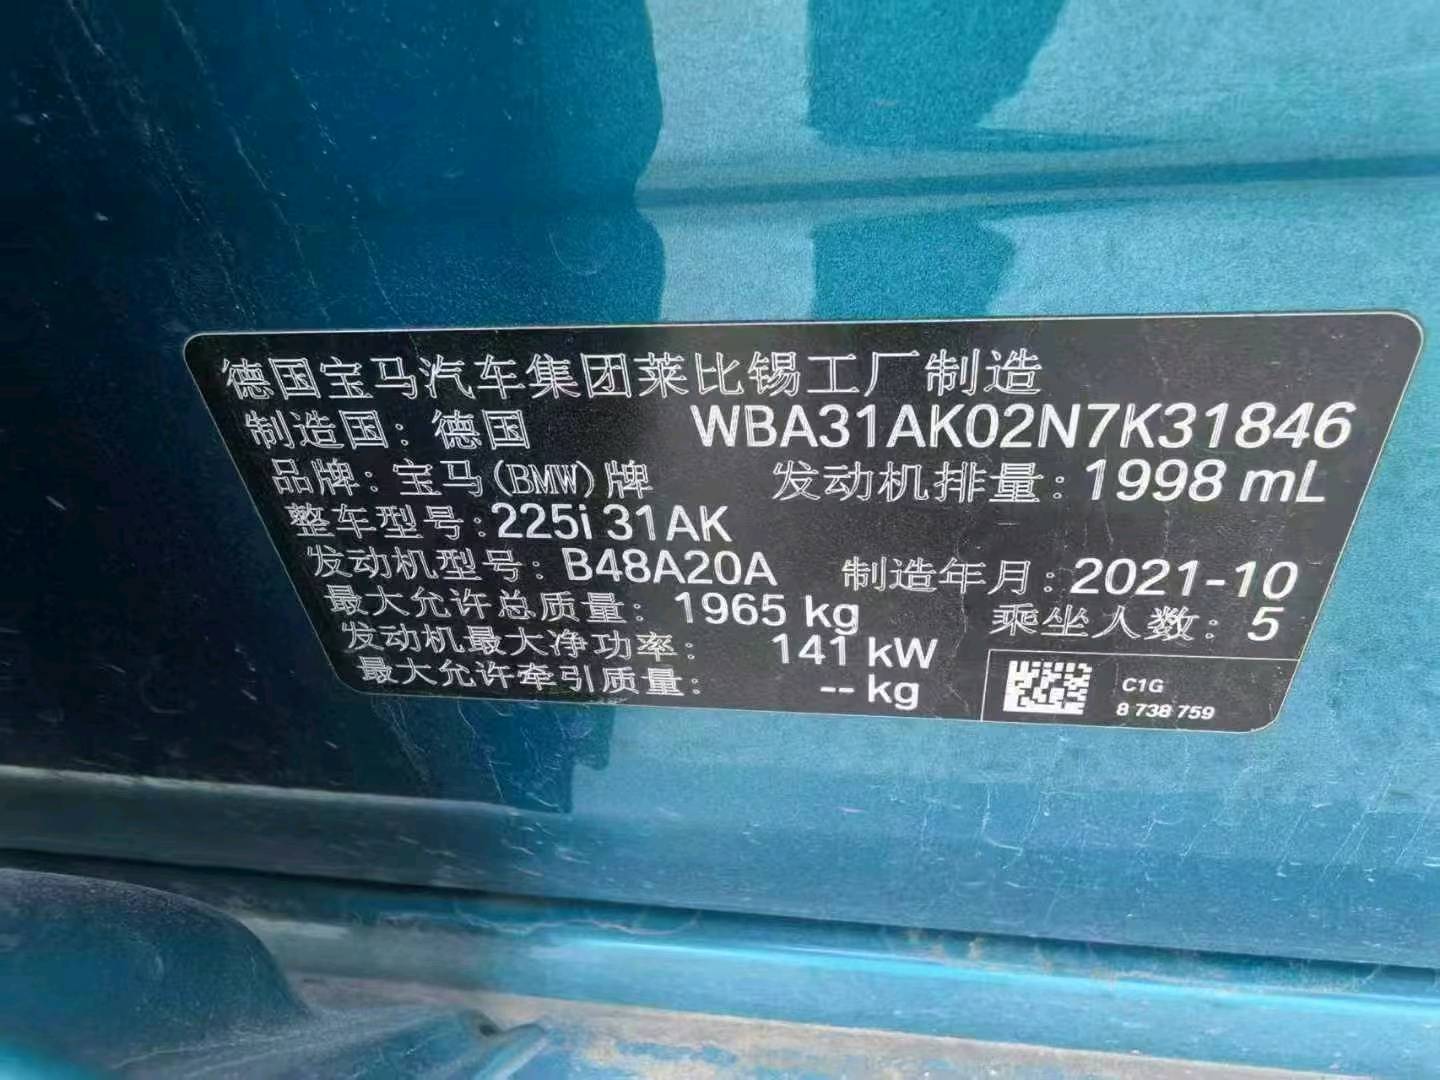 德国宝马汽车集团莱比锡工厂制造
制造国：德国 WBA31AK02N7K31846
品牌：宝马(BMW)牌 发动机排量：1998 mL
整车型号：225i 31AK
发动机型号：B48A20A 制造年月：2021-10
最大允许总质量：1965 kg 乘坐人数：5
发动机最大净功率：141 kW
最大允许牵引质量：-- kg
C1G
8 738 759